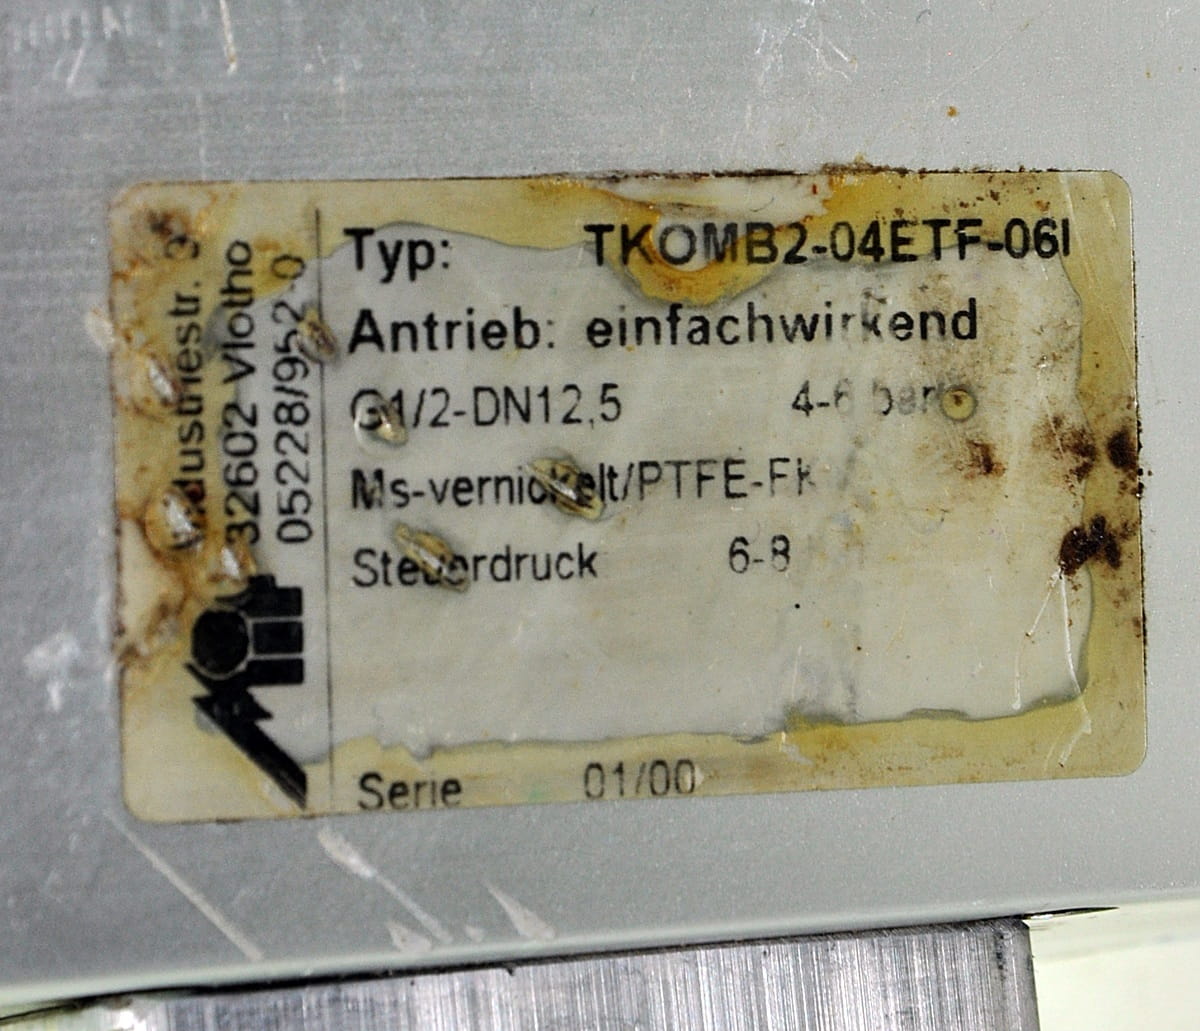 Industriestr. 
32602 Vlotho
05228/952 0
Typ: TKOMB2-04ETF-06I
Antrieb: einfachwirkend
G1/2-DN12,5 4-6 bar
Ms-vernickelt/PTFE-FK
Steuerdruck 6-8
Serie 01/00